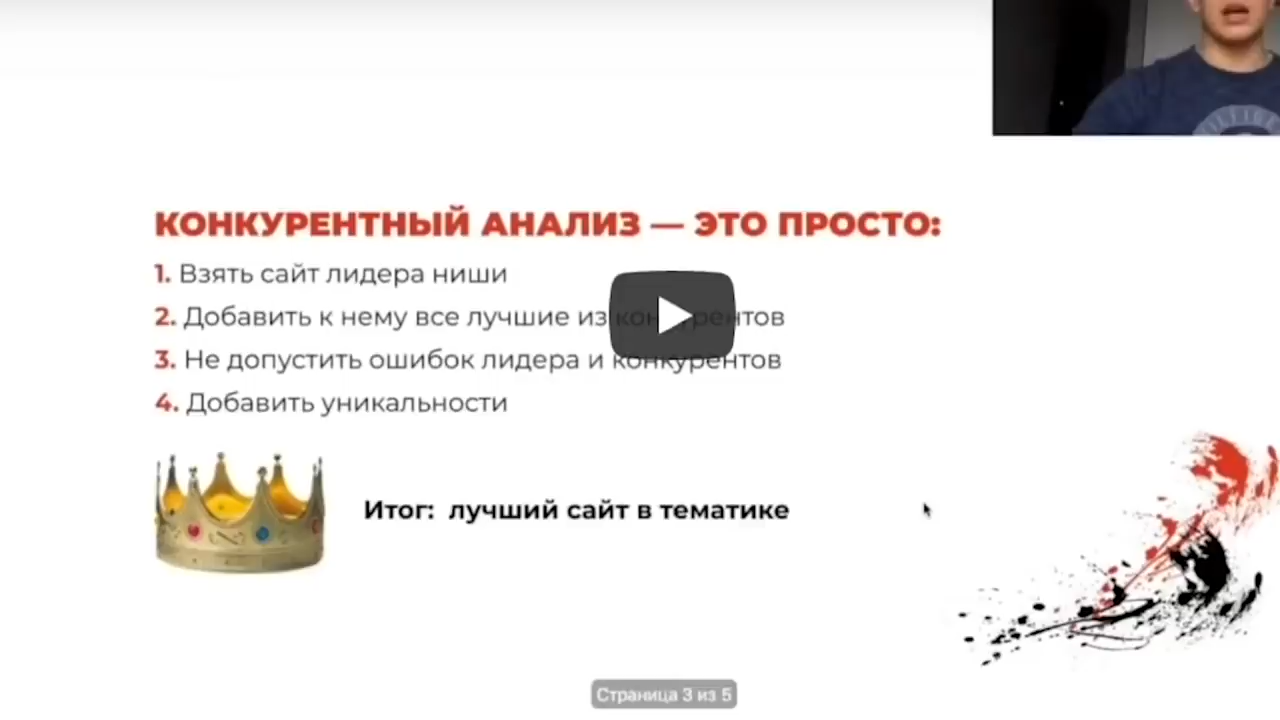 КОНКУРЕНТНЫЙ АНАЛИЗ — ЭТО ПРОСТО:
1. Взять сайт лидера ниши
2. Добавить к нему все лучшие из конкурентов
3. Не допустить ошибок лидера и конкурентов
4. Добавить уникальности
Итог: лучший сайт в тематике
Страница 3 из 5